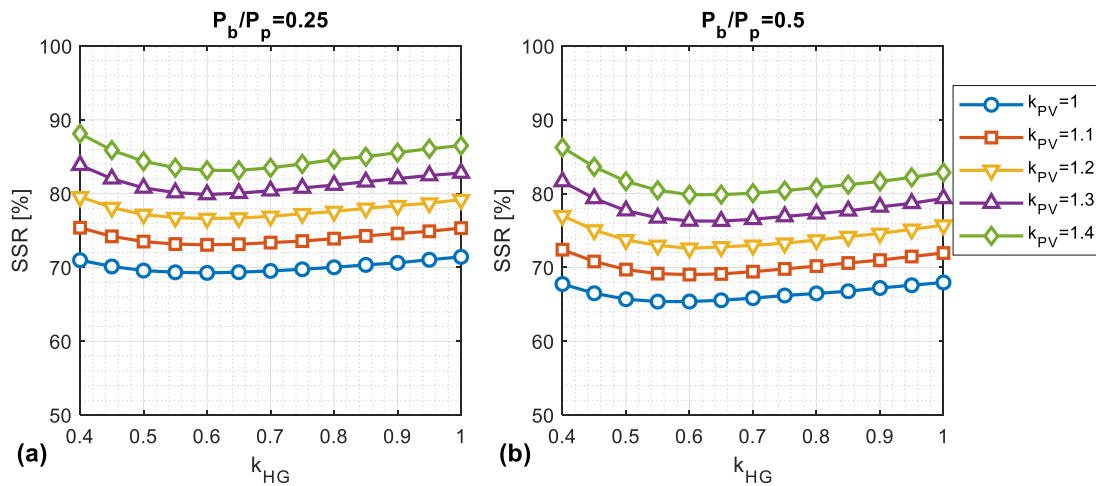 P_b/P_p=0.25
100
90
80
70
60
50
SSR [%]
0.4 0.5 0.6 0.7 0.8 0.9 1
k_HG
(a)
P_b/P_p=0.5
100
90
80
70
60
50
SSR [%]
0.4 0.5 0.6 0.7 0.8 0.9 1
k_HG
(b)
k_PV=1
k_PV=1.1
k_PV=1.2
k_PV=1.3
k_PV=1.4